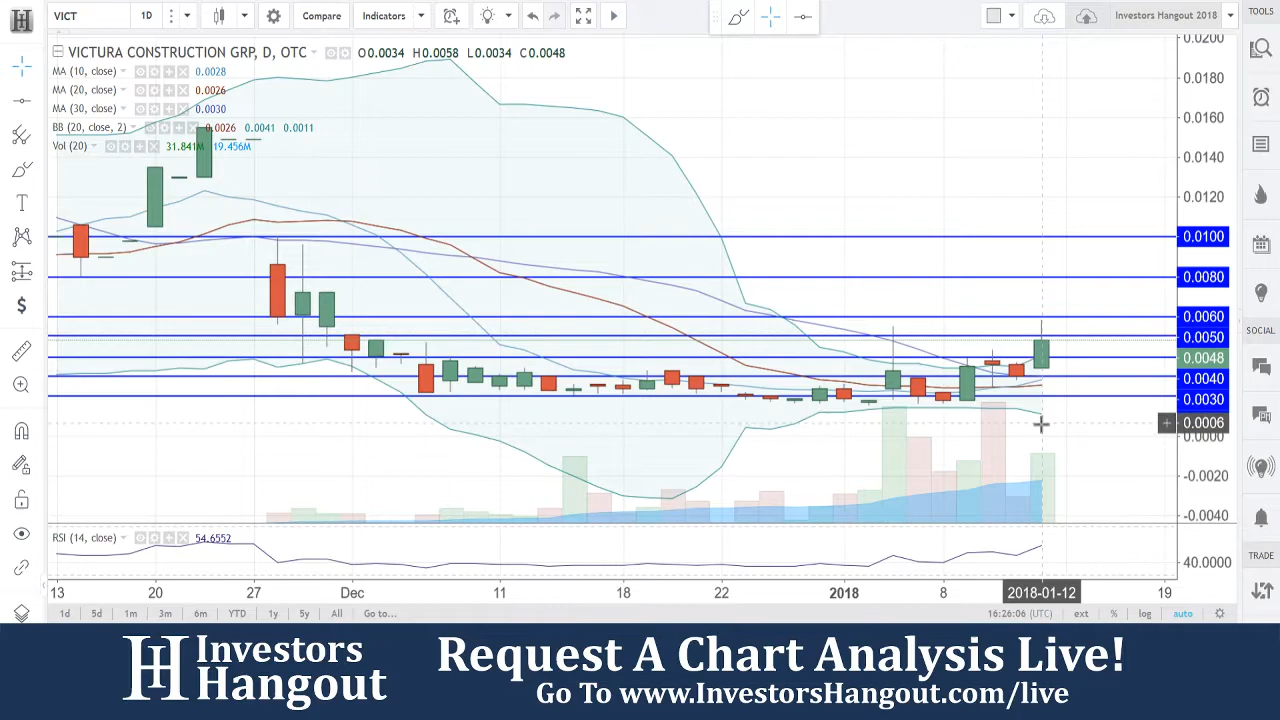 VICT 1D Compare Indicators Investors Hangout 2018 TOOLS
VICTURA CONSTRUCTION GRP, D, OTC O0.0034 H0.0058 L0.0034 C0.0048
MA (10, close) 0.0028
MA (20, close) 0.0026
MA (30, close) 0.0030
BB (20, close, 2) 0.0026 0.0041 0.0011
Vol (20) 31.841M 19.456M
0.0200
0.0180
0.0160
0.0140
0.0120
0.0100
0.0080
0.0060
0.0050
0.0048
0.0040
0.0030
0.0006
0.0000
-0.0020
-0.0040
SOCIAL
RSI (14, close) 54.6552
40.0000
TRADE
13 20 27 Dec 11 18 22 2018 8 2018-01-12 19
1d 5d 1m 3m 6m YTD 1y 5y All Go to... 16:26:06 (UTC) ext % log auto
Investors Hangout
Request A Chart Analysis Live!
Go To www.InvestorsHangout.com/live